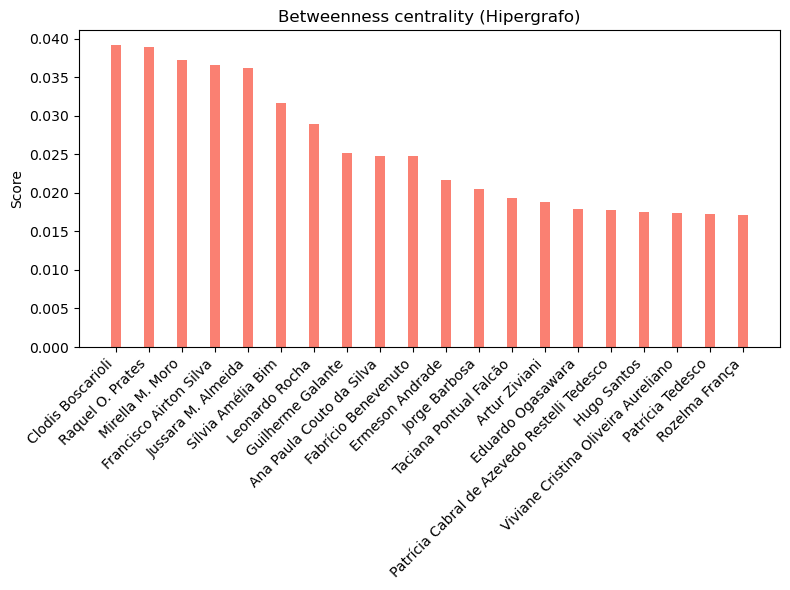 Betweenness centrality (Hipergrafo)
Score
0.040
0.035
0.030
0.025
0.020
0.015
0.010
0.005
0.000
Clodis Boscarioli
Raquel O. Prates
Mirella M. Moro
Francisco Airton Silva
Jussara M. Almeida
Sílvia Amélia Bim
Leonardo Rocha
Guilherme Galante
Ana Paula Couto da Silva
Fabrício Benevenuto
Ermeson Andrade
Jorge Barbosa
Taciana Pontual Falcão
Artur Ziviani
Eduardo Ogasawara
Patrícia Cabral de Azevedo Restelli Tedesco
Hugo Santos
Viviane Cristina Oliveira Aureliano
Patrícia Tedesco
Rozelma França